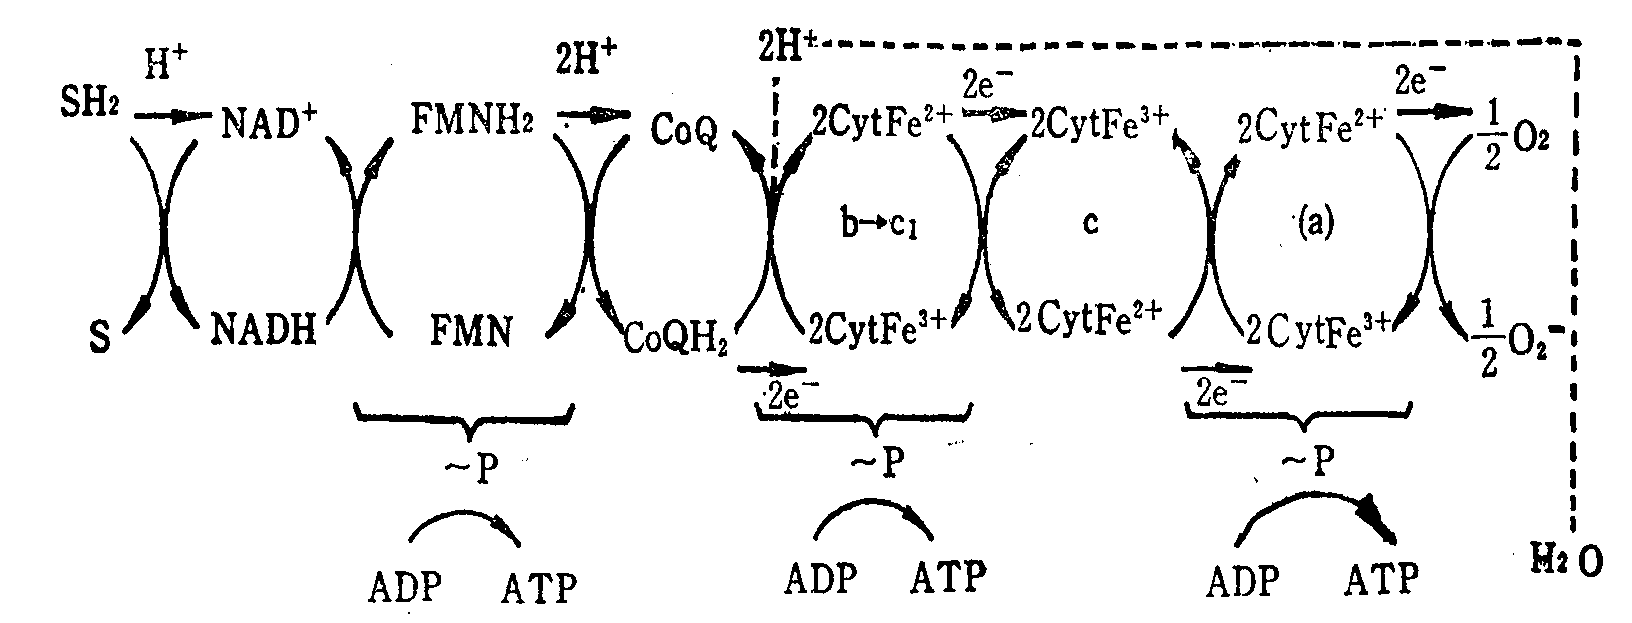 H⁺ 2H⁺ 2H⁺ 2e⁻ 2e⁻
SH₂ NAD⁺ FMNH₂ CoQ 2CytFe²⁺ 2CytFe³⁺ 2CytFe²⁺ ½O₂
b→c₁ c (a)
S NADH FMN CoQH₂ 2CytFe³⁺ 2CytFe²⁺ 2CytFe³⁺ ½O₂⁻
2e⁻ 2e⁻
~P ~P ~P
ADP ATP ADP ATP ADP ATP H₂O